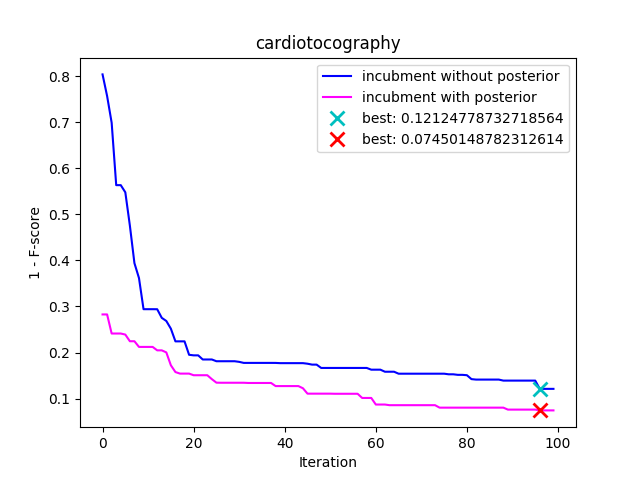 cardiotocography
incubment without posterior
incubment with posterior
best: 0.12124778732718564
best: 0.07450148782312614
1 - F-score
0.8
0.7
0.6
0.5
0.4
0.3
0.2
0.1
0 20 40 60 80 100
Iteration